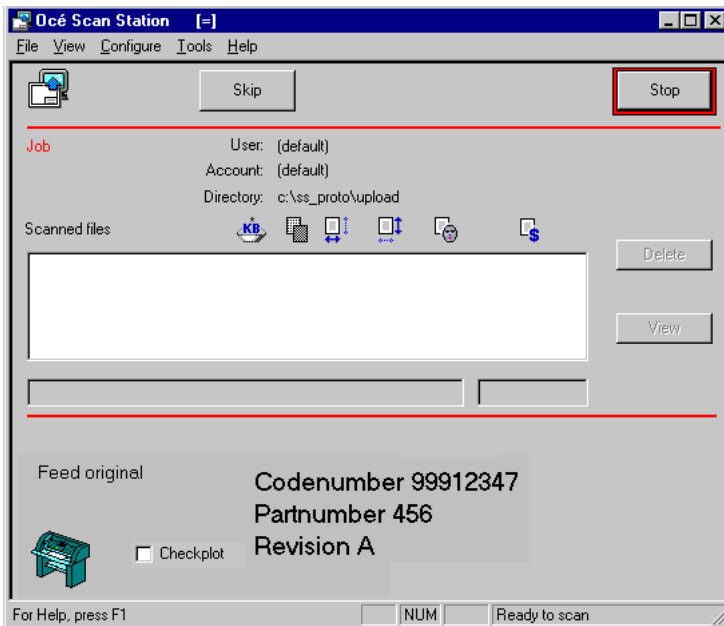 Océ Scan Station [=]
File View Configure Tools Help
Skip
Stop
Job
User: (default)
Account: (default)
Directory: c:\ss_proto\upload
Scanned files
KB
$
Delete
View
Feed original
Codenumber 99912347
Partnumber 456
Checkplot
Revision A
For Help, press F1
NUM
Ready to scan